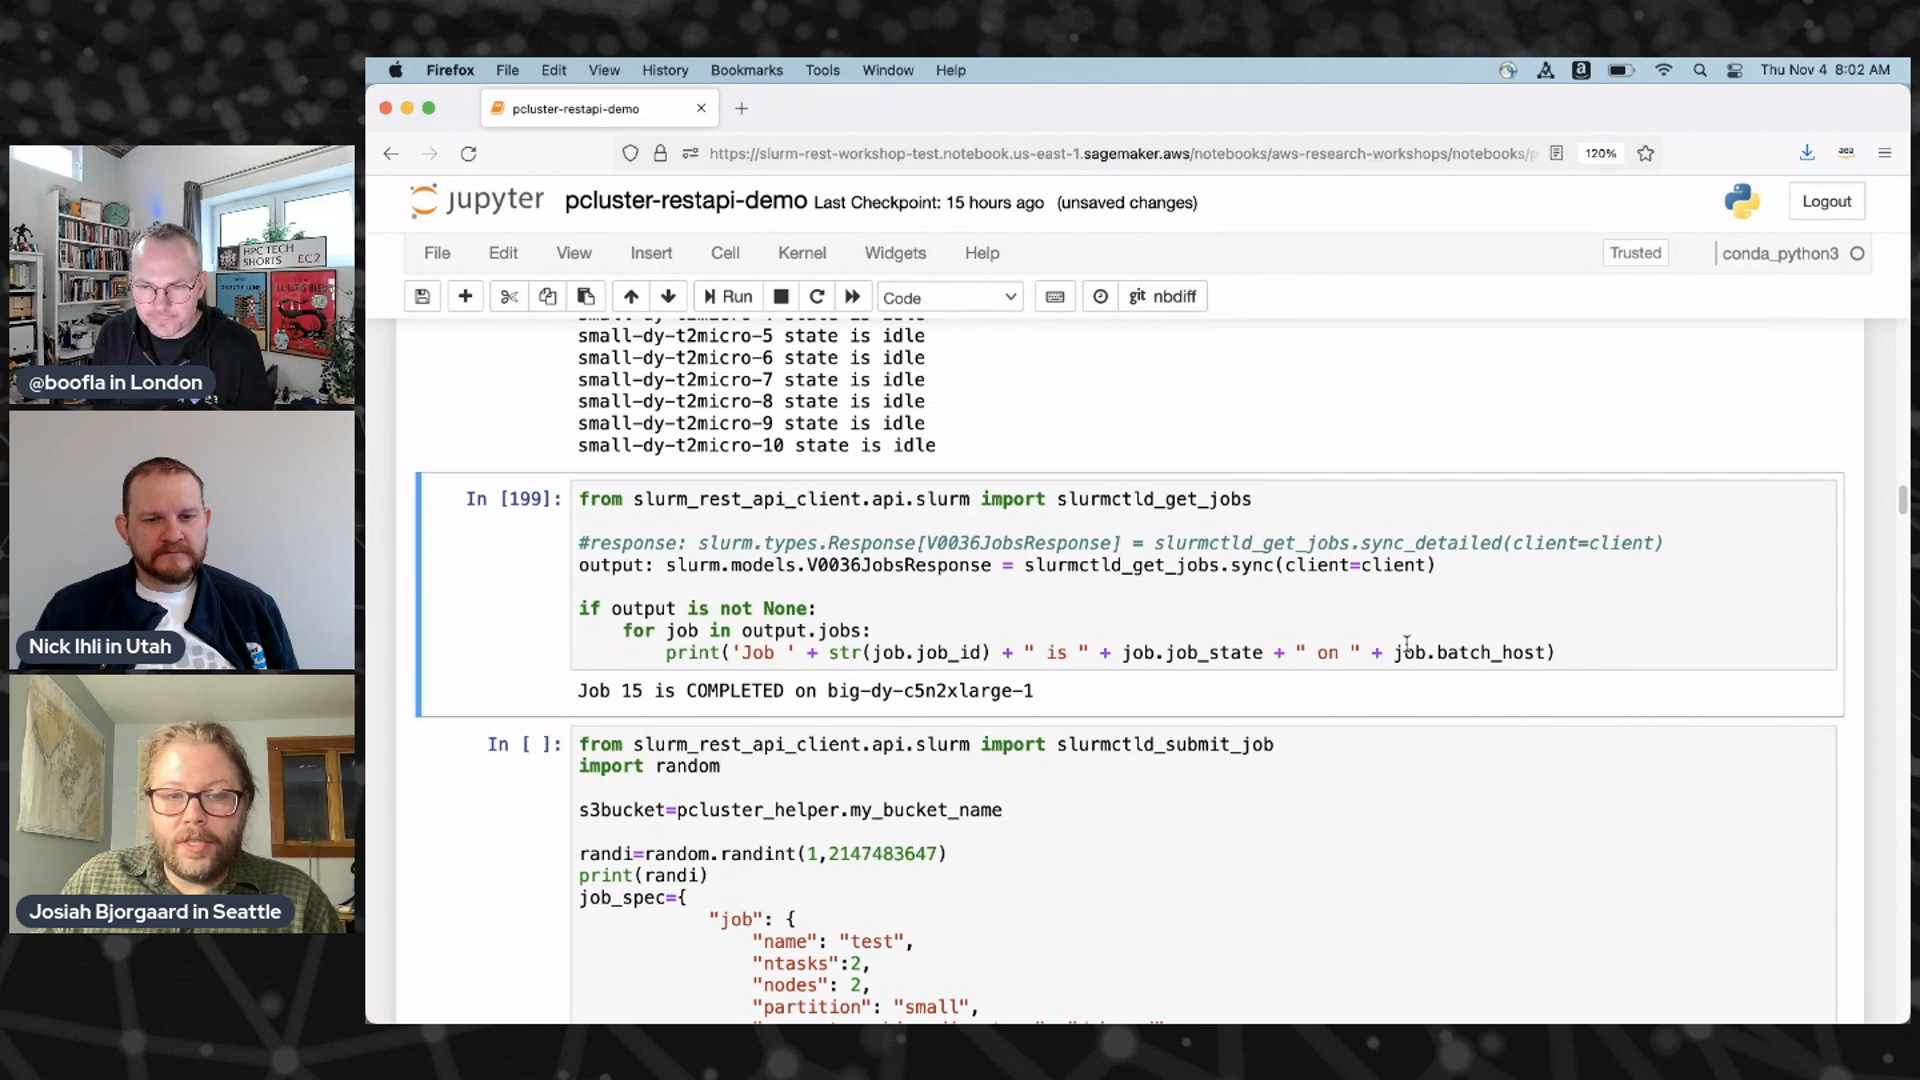 Firefox File Edit View History Bookmarks Tools Window Help Thu Nov 4 8:02 AM
pcluster-restapi-demo
https://slurm-rest-workshop-test.notebook.us-east-1.sagemaker.aws/notebooks/aws-research-workshops/notebooks/p 120%
jupyter pcluster-restapi-demo Last Checkpoint: 15 hours ago (unsaved changes) Logout
File Edit View Insert Cell Kernel Widgets Help Trusted conda_python3
Run Code git nbdiff
small-dy-t2micro-5 state is idle
small-dy-t2micro-6 state is idle
small-dy-t2micro-7 state is idle
small-dy-t2micro-8 state is idle
small-dy-t2micro-9 state is idle
small-dy-t2micro-10 state is idle
In [199]: from slurm_rest_api_client.api.slurm import slurmctld_get_jobs
#response: slurm.types.Response[V0036JobsResponse] = slurmctld_get_jobs.sync_detailed(client=client)
output: slurm.models.V0036JobsResponse = slurmctld_get_jobs.sync(client=client)
if output is not None:
for job in output.jobs:
print('Job ' + str(job.job_id) + " is " + job.job_state + " on " + job.batch_host)
Job 15 is COMPLETED on big-dy-c5n2xlarge-1
In [ ]: from slurm_rest_api_client.api.slurm import slurmctld_submit_job
import random
s3bucket=pcluster_helper.my_bucket_name
randi=random.randint(1,2147483647)
print(randi)
job_spec={
"job": {
"name": "test",
"ntasks":2,
"nodes": 2,
"partition": "small",
HPC TECH
SHORTS EC2
@boofla in London
Nick Ihli in Utah
Josiah Bjorgaard in Seattle